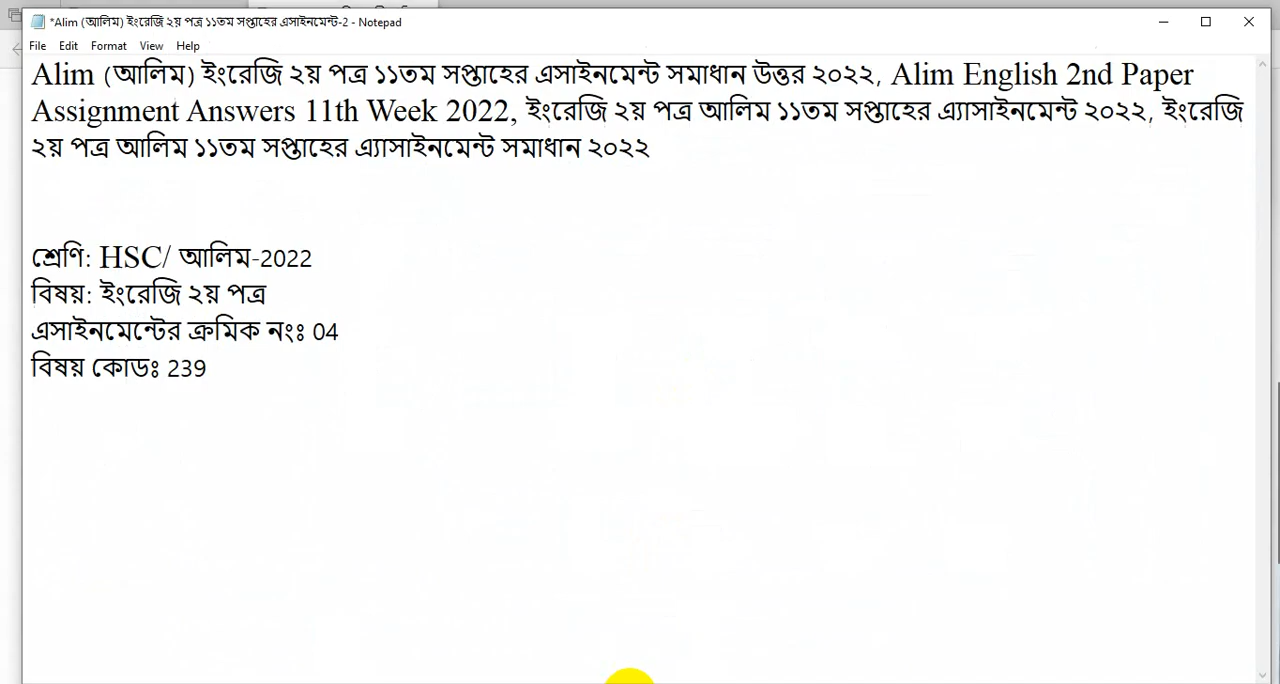 *Alim (আলিম) ইংরেজি ২য় পত্র ১১তম সপ্তাহের এসাইনমেন্ট-2 - Notepad
File Edit Format View Help
Alim (আলিম) ইংরেজি ২য় পত্র ১১তম সপ্তাহের এসাইনমেন্ট সমাধান উত্তর ২০২২, Alim English 2nd Paper
Assignment Answers 11th Week 2022, ইংরেজি ২য় পত্র আলিম ১১তম সপ্তাহের এ্যাসাইনমেন্ট ২০২২, ইংরেজি
২য় পত্র আলিম ১১তম সপ্তাহের এ্যাসাইনমেন্ট সমাধান ২০২২
শ্রেণি: HSC/ আলিম-2022
বিষয়: ইংরেজি ২য় পত্র
এসাইনমেন্টের ক্রমিক নংঃ 04
বিষয় কোডঃ 239